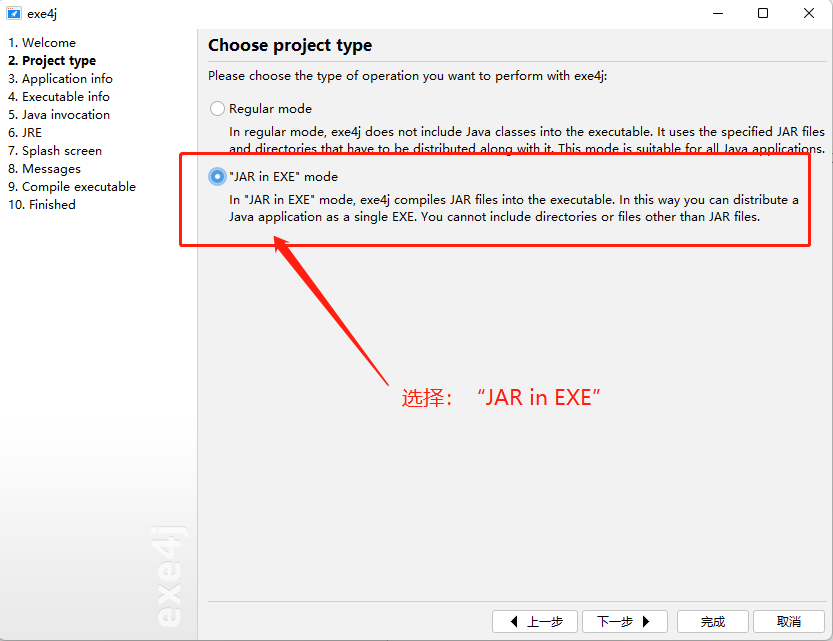 exe4j
1. Welcome
2. Project type
3. Application info
4. Executable info
5. Java invocation
6. JRE
7. Splash screen
8. Messages
9. Compile executable
10. Finished
exe4j
Choose project type
Please choose the type of operation you want to perform with exe4j:
Regular mode
In regular mode, exe4j does not include Java classes into the executable. It uses the specified JAR files
and directories that have to be distributed along with it. This mode is suitable for all Java applications.
"JAR in EXE" mode
In "JAR in EXE" mode, exe4j compiles JAR files into the executable. In this way you can distribute a
Java application as a single EXE. You cannot include directories or files other than JAR files.
选择：“JAR in EXE”
上一步
下一步
完成
取消